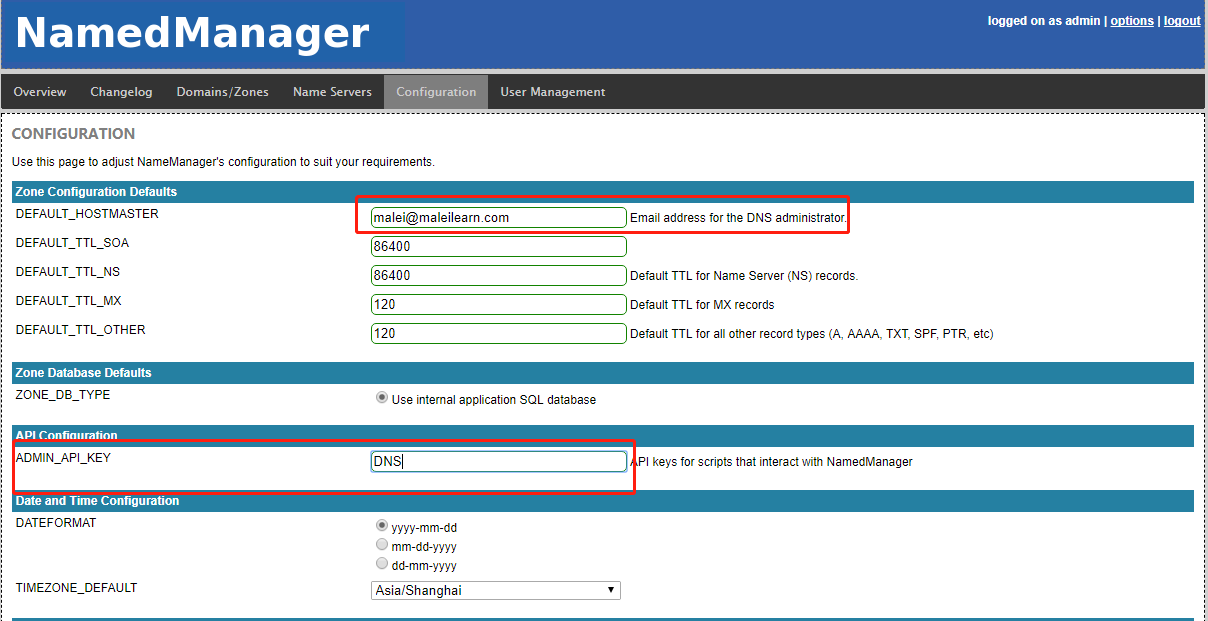 NamedManager
logged on as admin | options | logout
Overview Changelog Domains/Zones Name Servers Configuration User Management
CONFIGURATION
Use this page to adjust NameManager's configuration to suit your requirements.
Zone Configuration Defaults
DEFAULT_HOSTMASTER malei@maleilearn.com Email address for the DNS administrator.
DEFAULT_TTL_SOA 86400
DEFAULT_TTL_NS 86400 Default TTL for Name Server (NS) records.
DEFAULT_TTL_MX 120 Default TTL for MX records
DEFAULT_TTL_OTHER 120 Default TTL for all other record types (A, AAAA, TXT, SPF, PTR, etc)
Zone Database Defaults
ZONE_DB_TYPE Use internal application SQL database
API Configuration
ADMIN_API_KEY DNS API keys for scripts that interact with NamedManager
Date and Time Configuration
DATEFORMAT yyyy-mm-dd
mm-dd-yyyy
dd-mm-yyyy
TIMEZONE_DEFAULT Asia/Shanghai